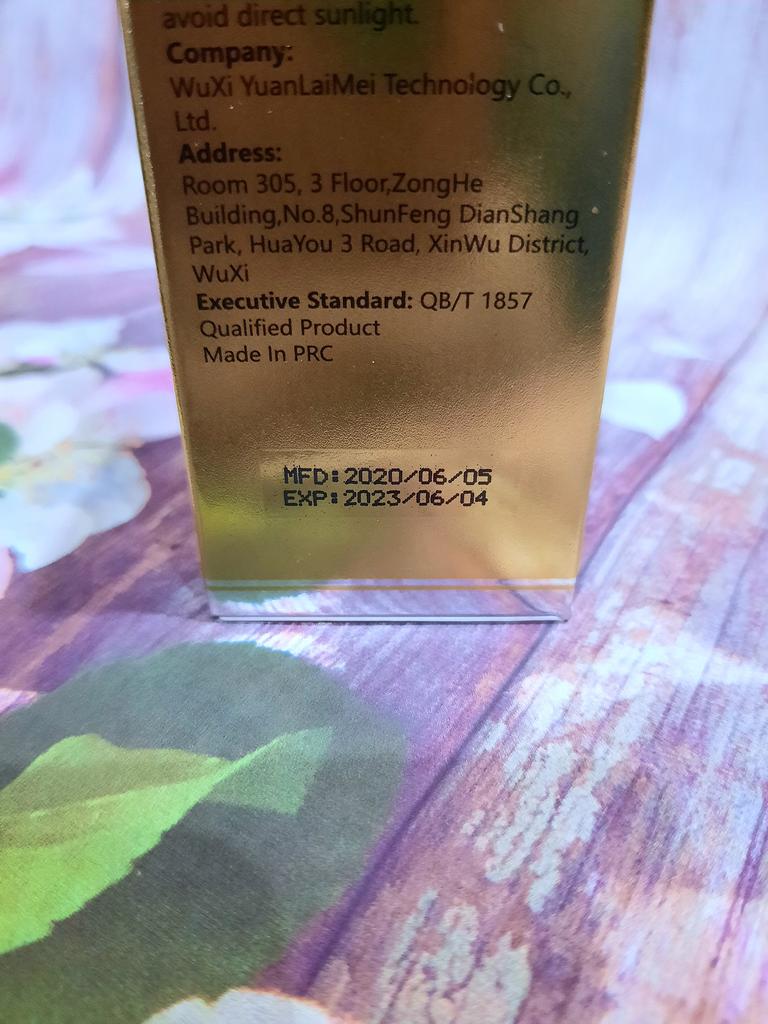 avoid direct sunlight.
Company:
WuXi YuanLaiMei Technology Co.,
Ltd.
Address:
Room 305, 3 Floor,ZongHe
Building,No.8,ShunFeng DianShang
Park, HuaYou 3 Road, XinWu District,
WuXi
Executive Standard: QB/T 1857
Qualified Product
Made In PRC
MFD:2020/06/05
EXP:2023/06/04